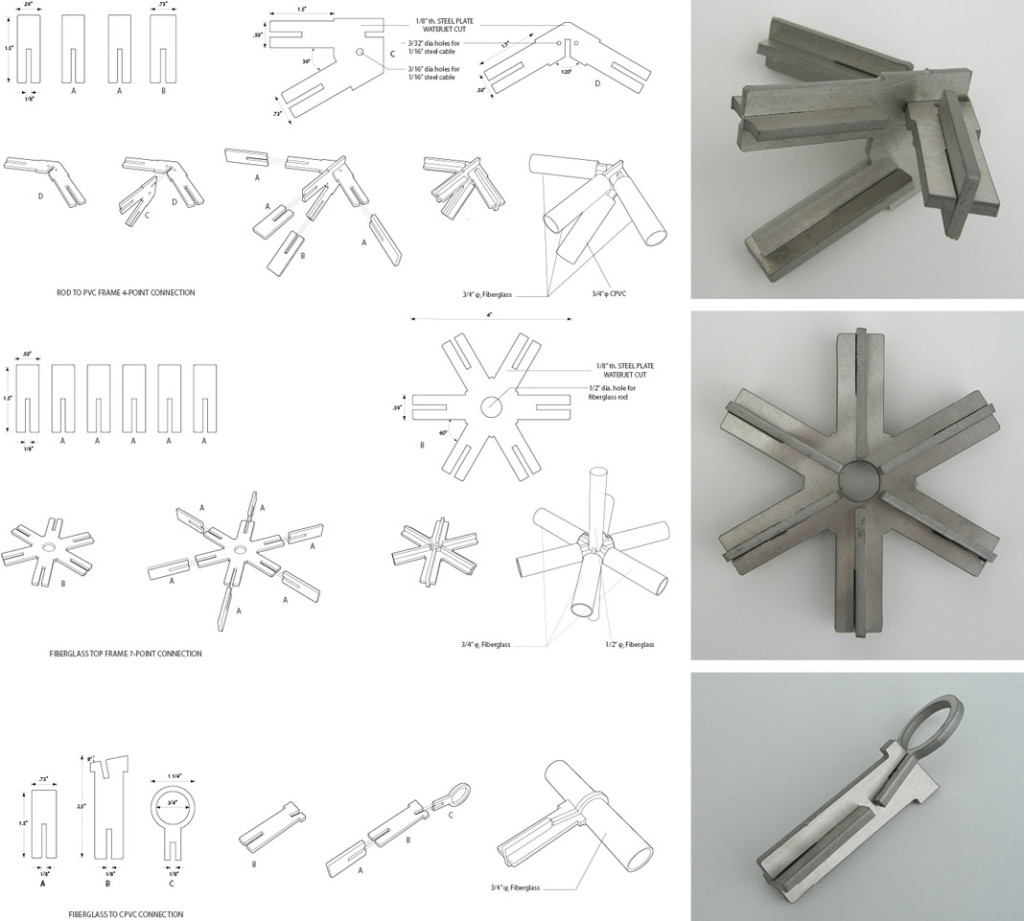 .50"
.75"
1.5"
1/8"
A
A
B
1.5"
.59"
30°
.75"
C
1/8" th. STEEL PLATE
WATERJET CUT
3/32" dia holes for
1/16" steel cable
3/16" dia holes for
1/16" steel cable
1.5"
.59"
120°
D
D
C
D
A
A
B
A
3/4" φ, Fiberglass
3/4" φ CPVC
ROD TO PVC FRAME 4-POINT CONNECTION
.50"
1.5"
1/8"
A
A
A
A
A
4"
.59"
60°
B
1/8" th. STEEL PLATE
WATERJET CUT
1/2" dia. hole for
fiberglass rod
B
A
A
A
A
A
A
3/4" φ, Fiberglass
1/2" φ, Fiberglass
FIBERGLASS TOP FRAME 7-POINT CONNECTION
.75"
1.5"
1/8"
A
8°
2.5"
1/8"
B
1 1/4"
3/4"
1/8"
C
B
A
B
C
3/4" φ, Fiberglass
FIBERGLASS TO CPVC CONNECTION